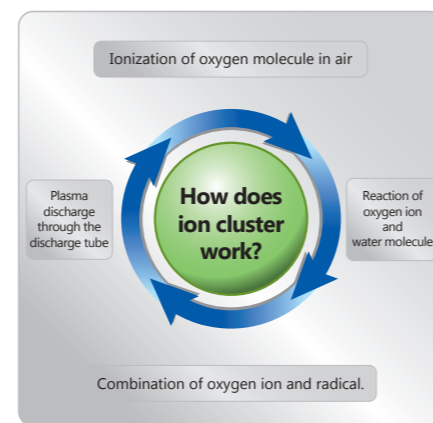 Ionization of oxygen molecule in air
Plasma
discharge
through the
discharge tube
How does
ion cluster
work?
Reaction of
oxygen ion
and
water molecule
Combination of oxygen ion and radical.